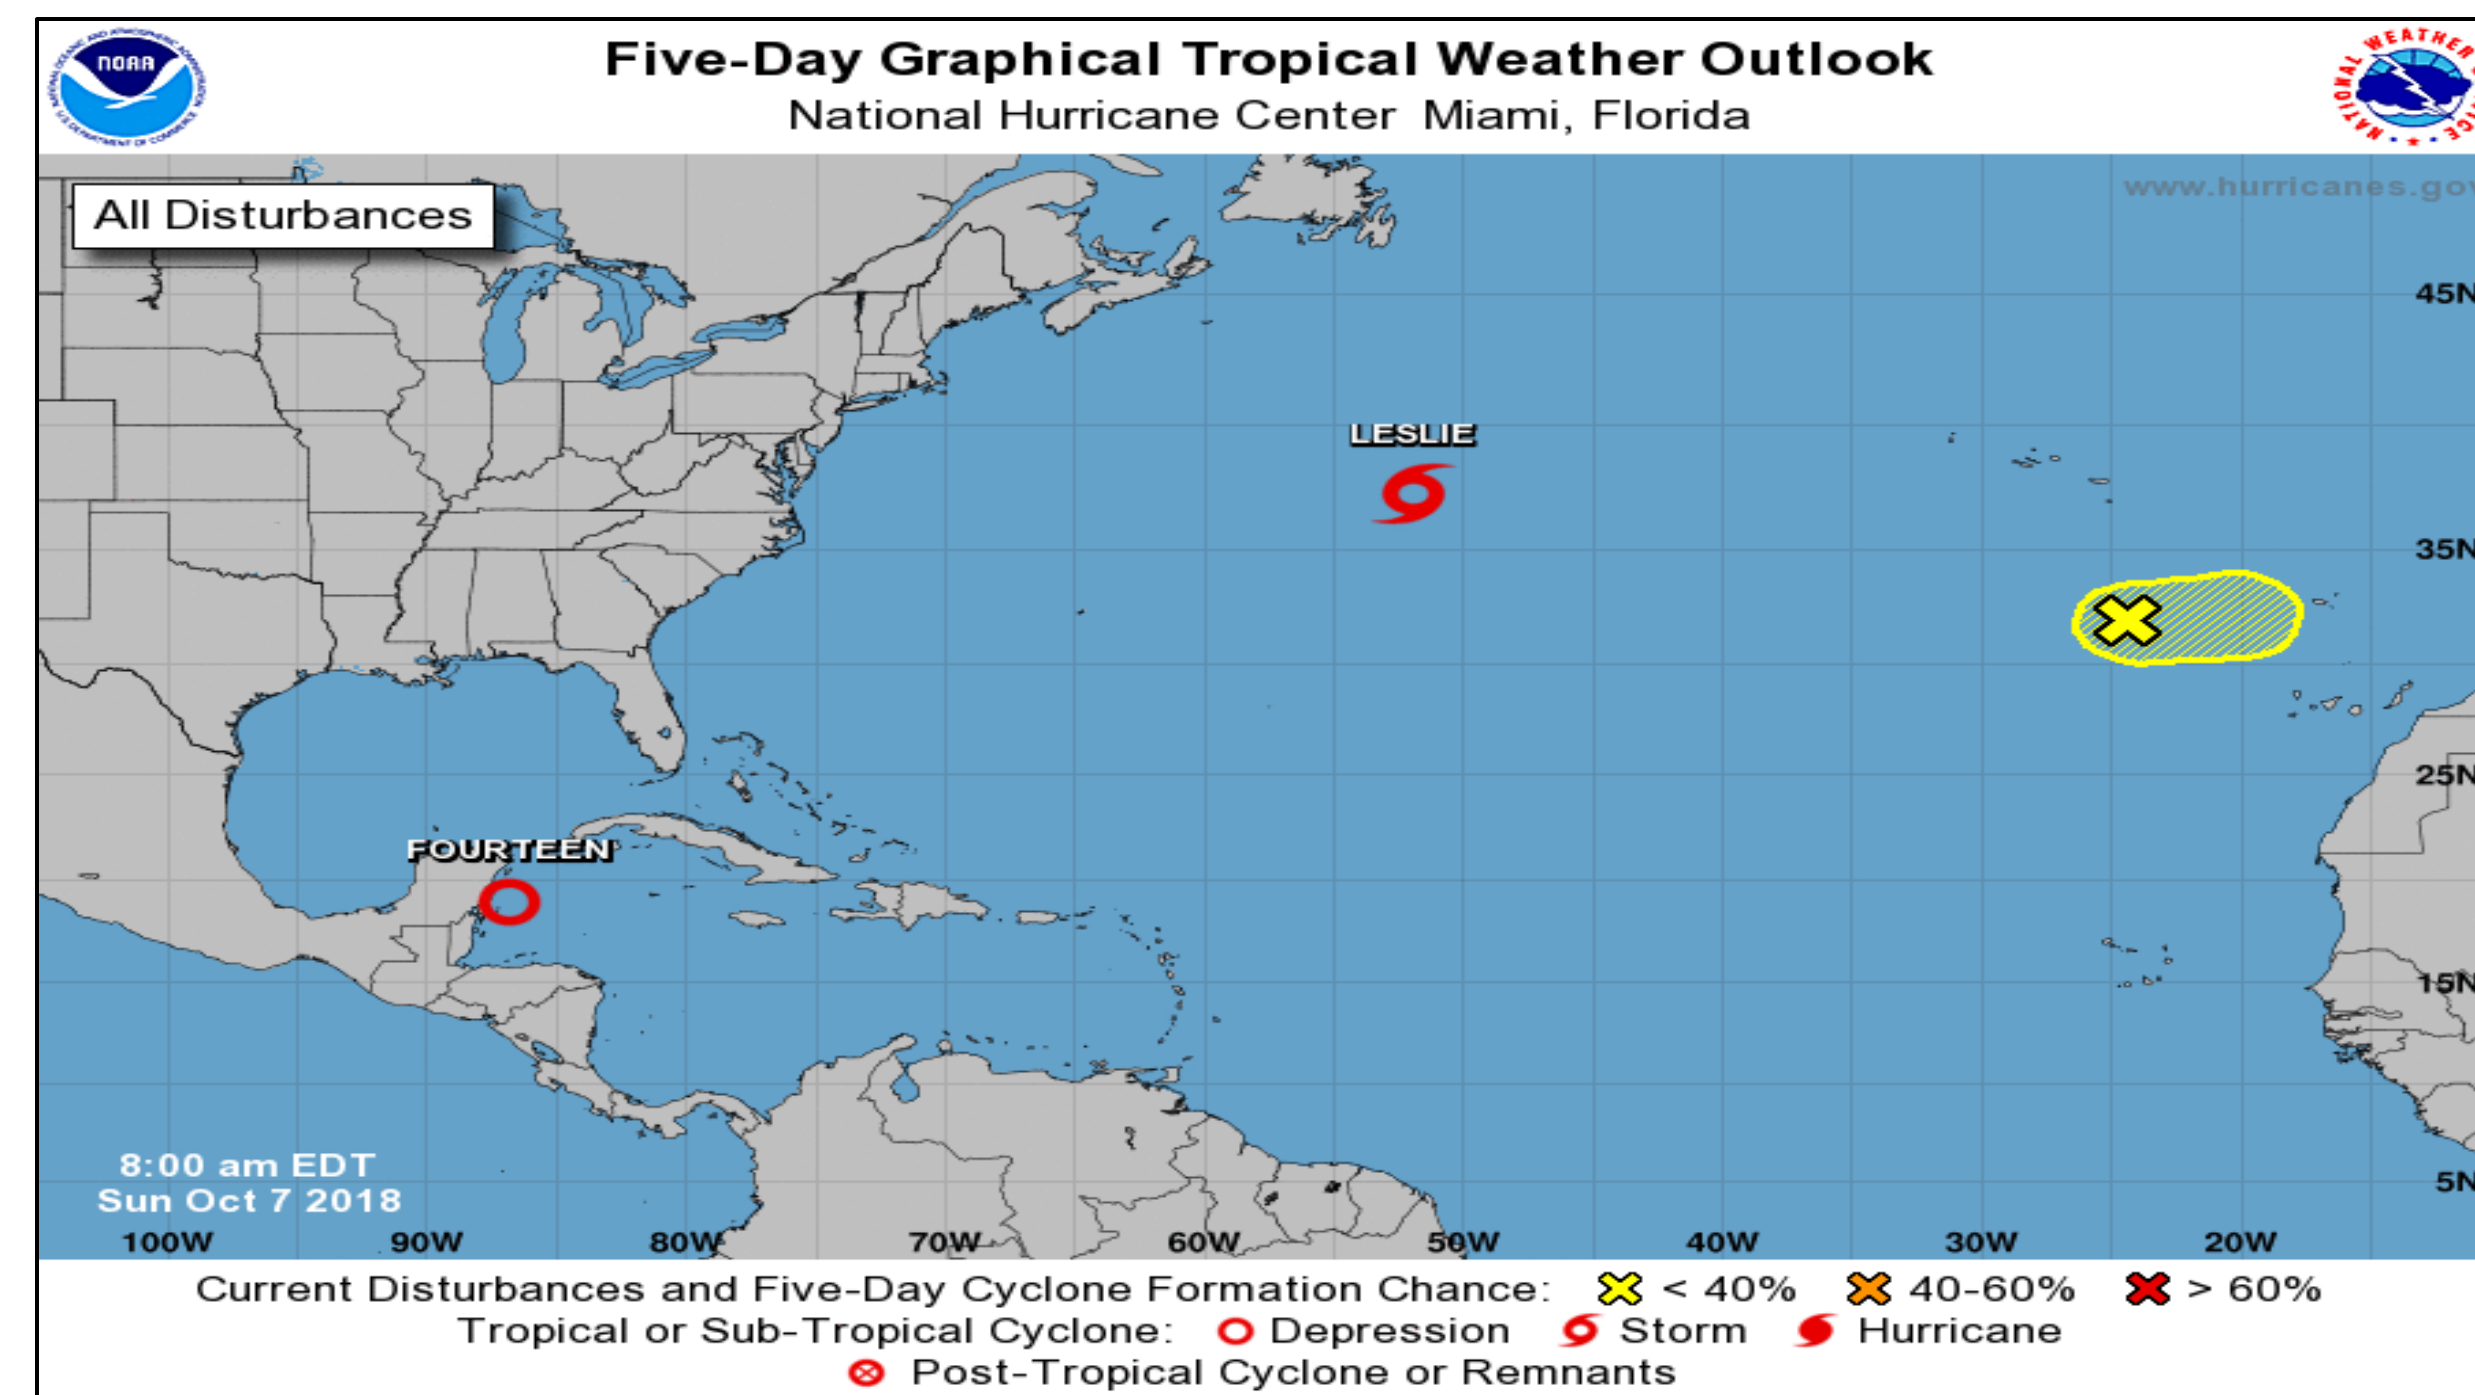 NOAA
Five-Day Graphical Tropical Weather Outlook
National Hurricane Center Miami, Florida
NATIONAL WEATHER
All Disturbances
www.hurricanes.gov
45N
LESLIE
35N
25N
FOURTEEN
15N
8:00 am EDT
Sun Oct 7 2018
5N
100W 90W 80W 70W 60W 50W 40W 30W 20W
Current Disturbances and Five-Day Cyclone Formation Chance: < 40% 40-60% > 60%
Tropical or Sub-Tropical Cyclone: Depression Storm Hurricane
Post-Tropical Cyclone or Remnants